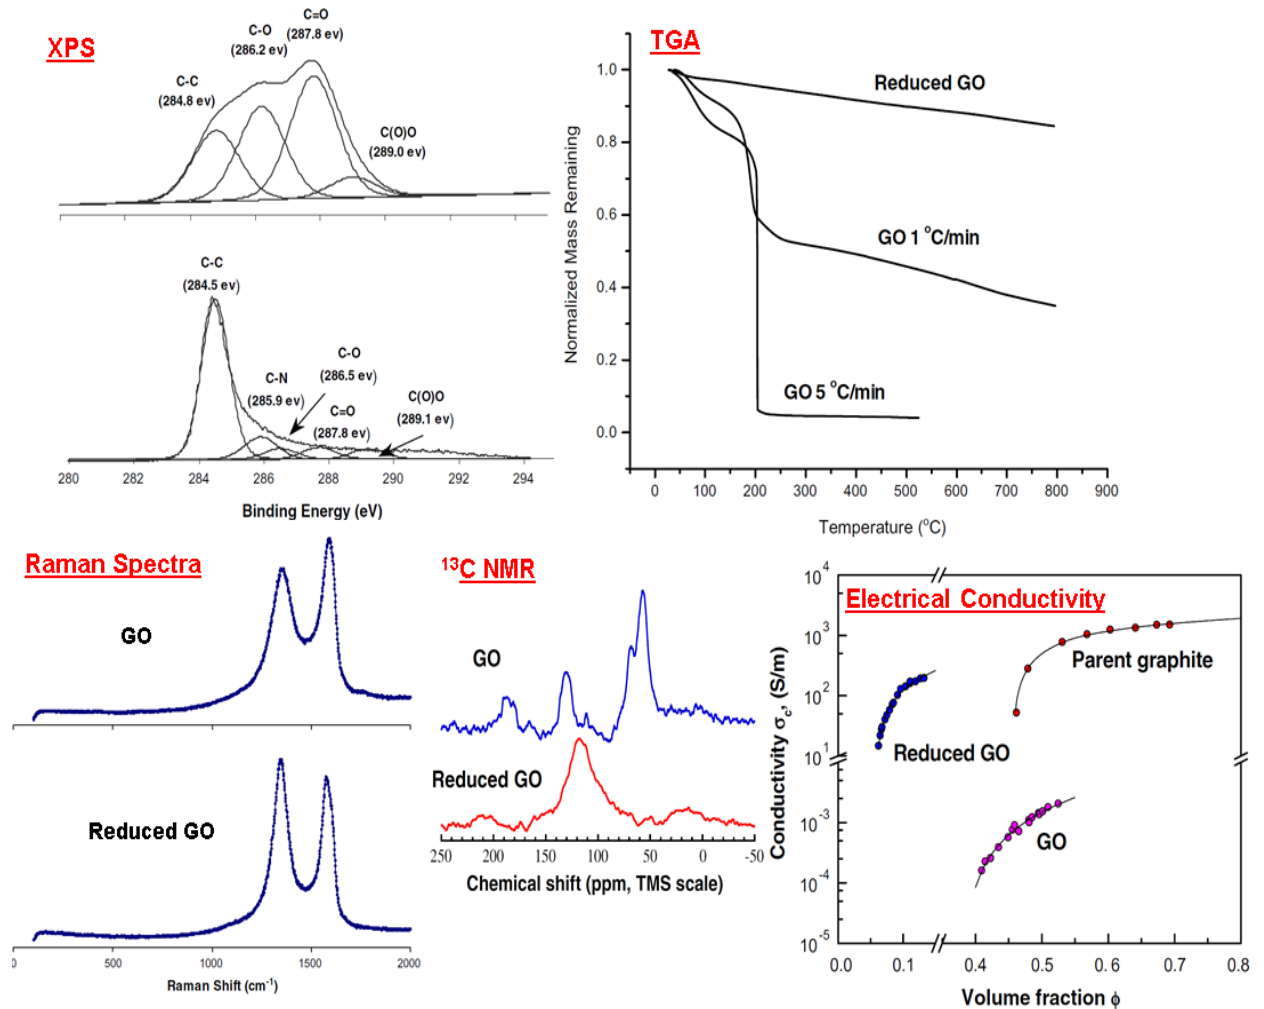 XPS
C=O
(287.8 ev)
C-O
(286.2 ev)
C-C
(284.8 ev)
C(O)O
(289.0 ev)
C-C
(284.5 ev)
C-O
(286.5 ev)
C-N
(285.9 ev)
C=O
(287.8 ev)
C(O)O
(289.1 ev)
280 282 284 286 288 290 292 294
Binding Energy (eV)
TGA
Normalized Mass Remaining
1.0
0.8
0.6
0.4
0.2
0.0
Reduced GO
GO 1 °C/min
GO 5 °C/min
0 100 200 300 400 500 600 700 800 900
Temperature (°C)
Raman Spectra
GO
Reduced GO
0 500 1000 1500 2000
Raman Shift (cm⁻¹)
¹³C NMR
GO
Reduced GO
250 200 150 100 50 0 -50
Chemical shift (ppm, TMS scale)
Electrical Conductivity
Conductivity σc, (S/m)
10⁴
10³
10²
10¹
10⁻³
10⁻⁴
10⁻⁵
Parent graphite
Reduced GO
GO
0.0 0.1 0.4 0.5 0.6 0.7 0.8
Volume fraction ϕ